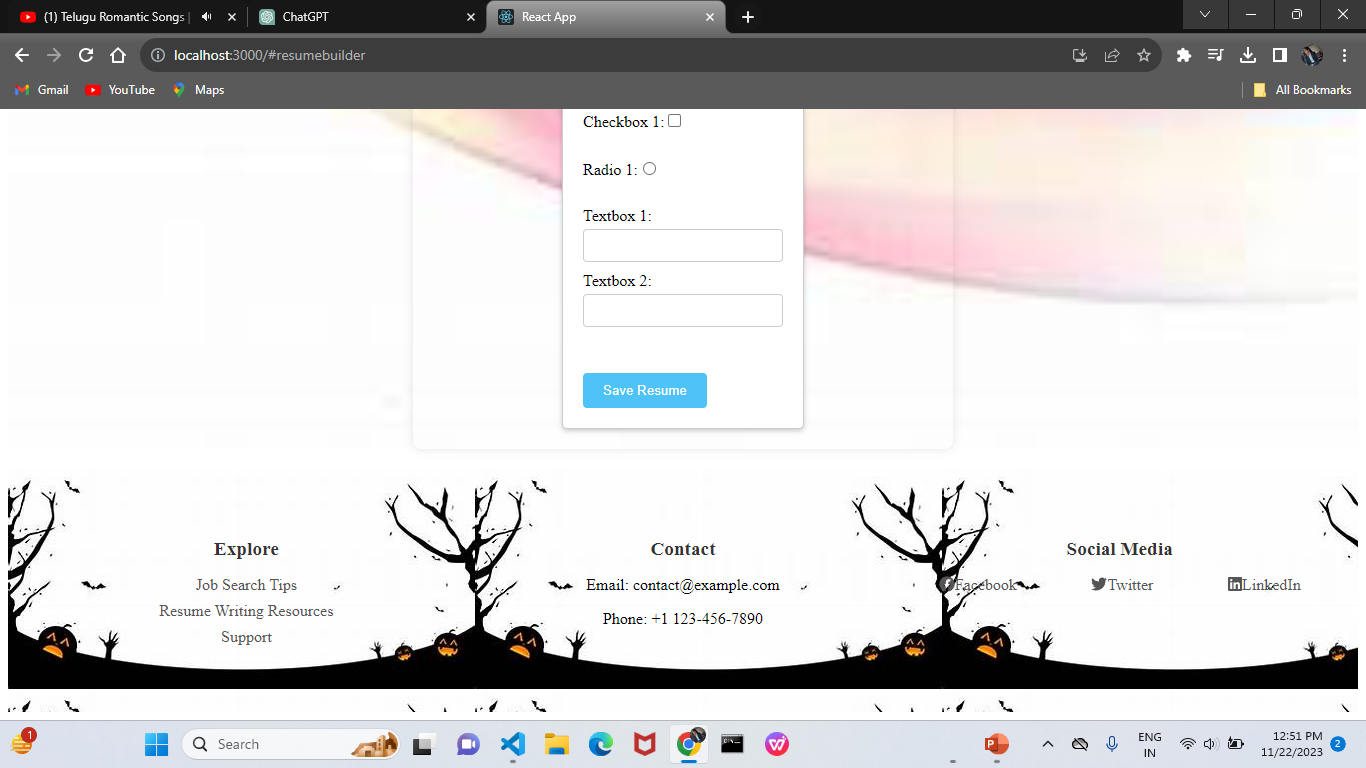 (1) Telugu Romantic Songs |
ChatGPT
React App
localhost:3000/#resumebuilder
Gmail
YouTube
Maps
All Bookmarks
Checkbox 1:
Radio 1:
Textbox 1:
Textbox 2:
Save Resume
Explore
Job Search Tips
Resume Writing Resources
Support
Contact
Email: contact@example.com
Phone: +1 123-456-7890
Social Media
Facebook
Twitter
LinkedIn
1
Search
ENG
IN
12:51 PM
11/22/2023
2